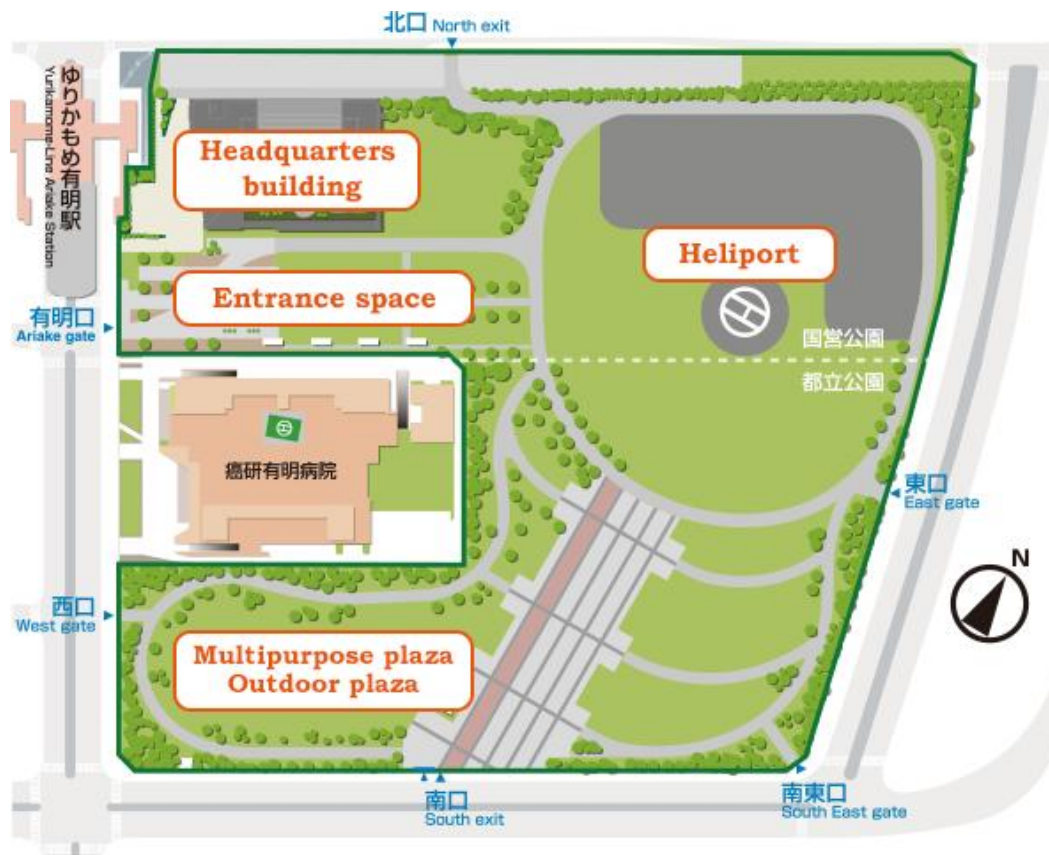 北口 North exit
ゆりかもめ有明駅
Yurikamome-Line Ariake Station
Headquarters
building
Heliport
Entrance space
有明口
Ariake gate
国営公園
都立公園
癌研有明病院
東口
East gate
N
西口
West gate
Multipurpose plaza
Outdoor plaza
南口
South exit
南東口
South East gate